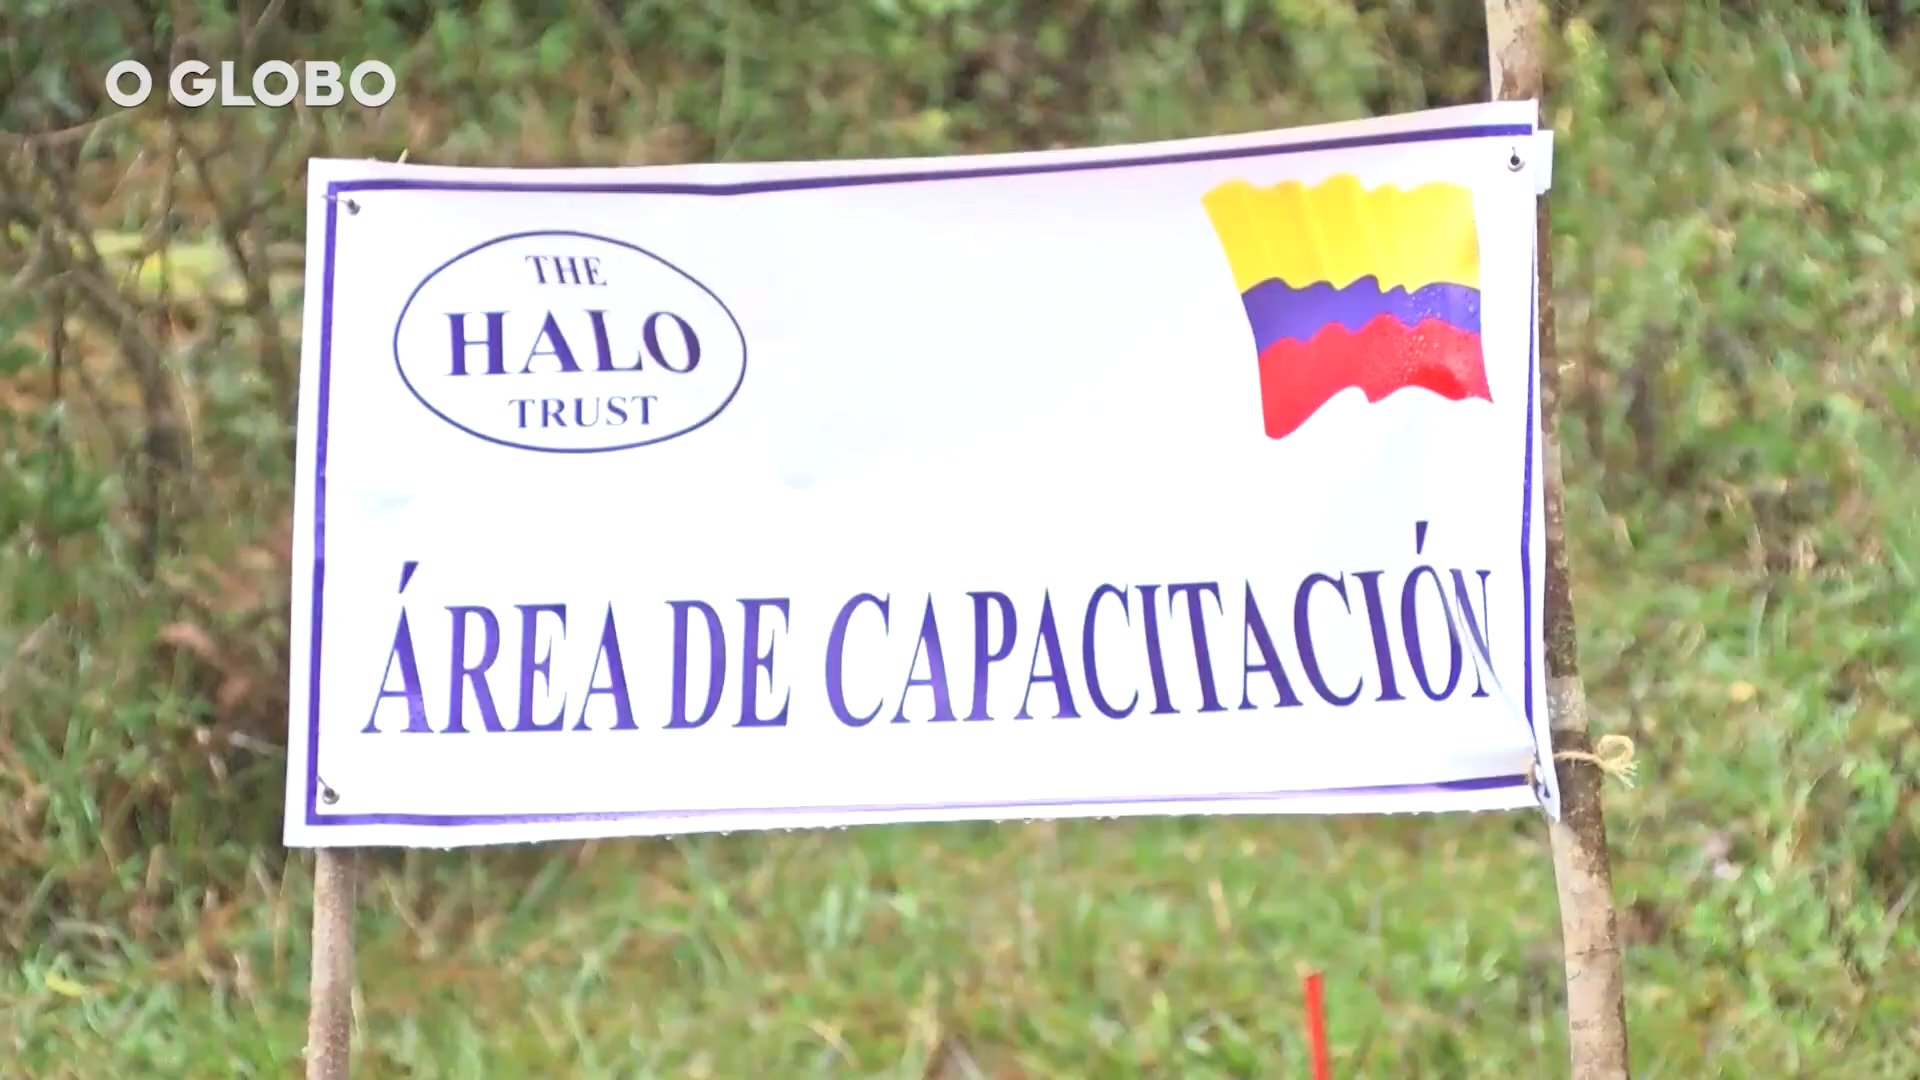 O GLOBO
THE
HALO
TRUST
ÁREA DE CAPACITACIÓN